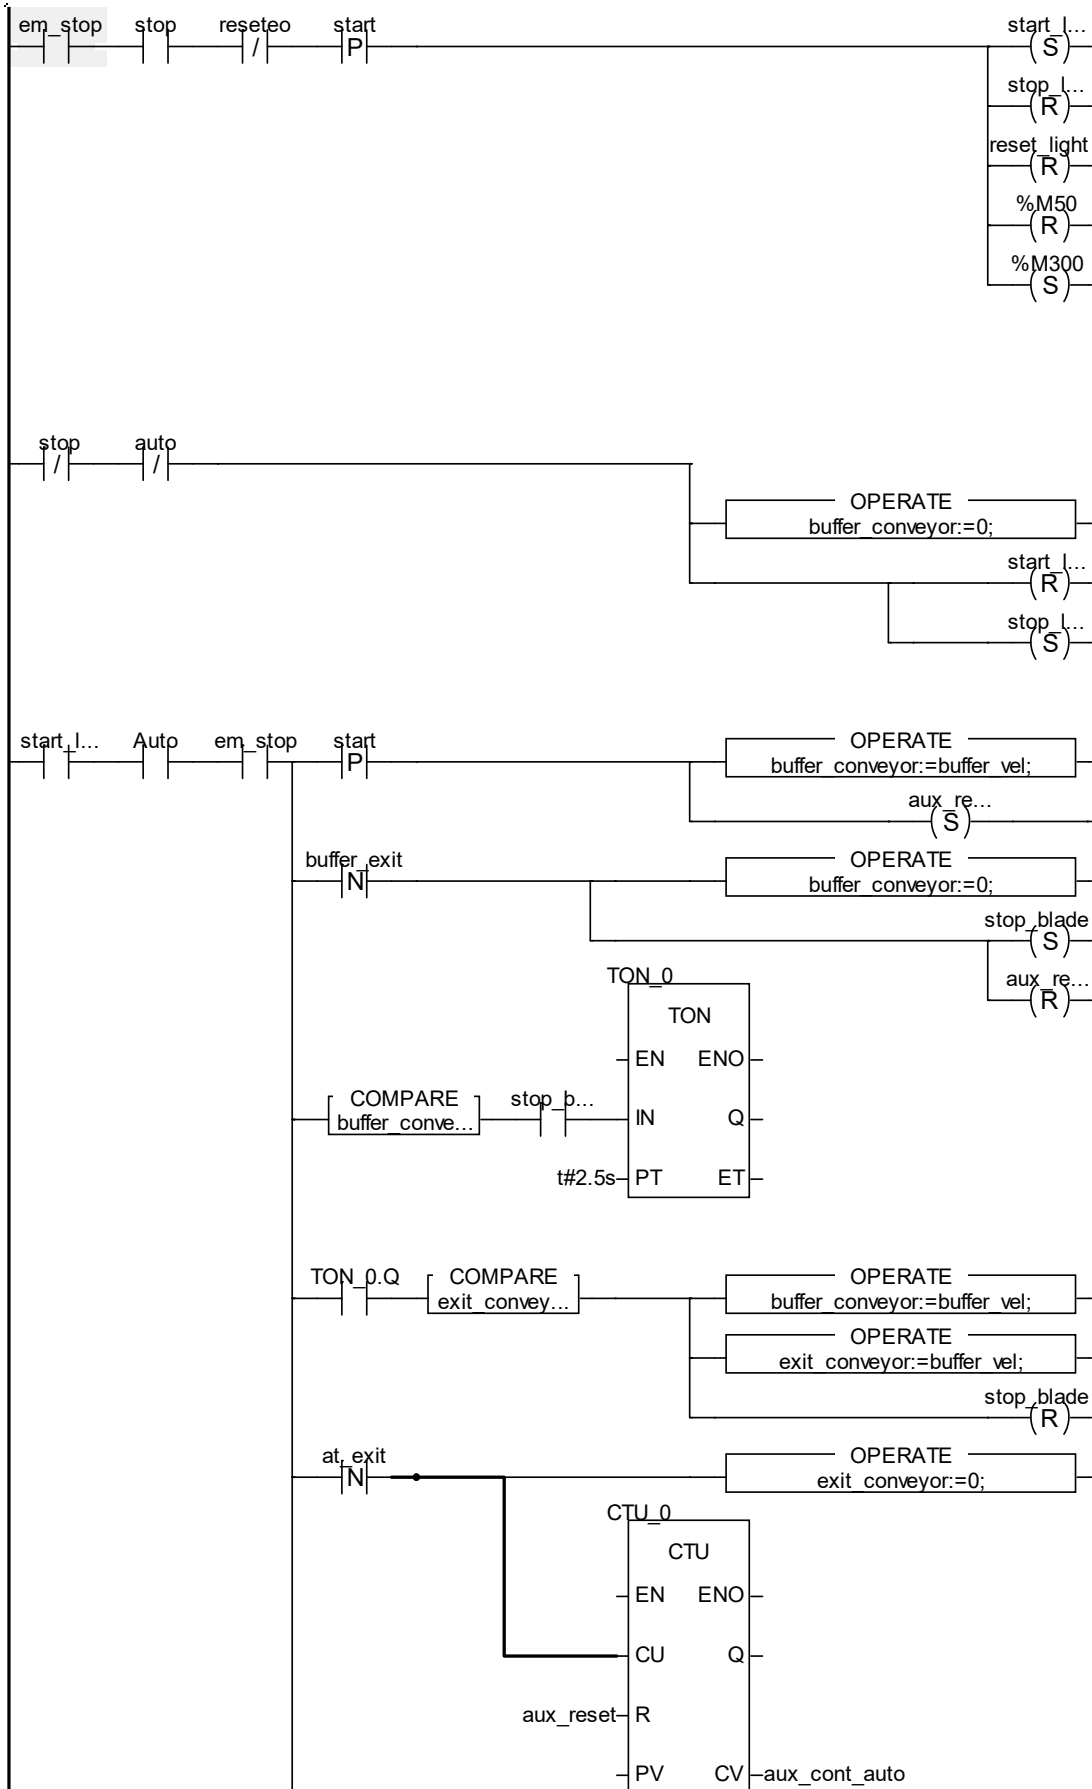 em_stop stop reseteo start start_l...
/ P S
stop_l...
R
reset_light
R
%M50
R
%M300
S
stop auto
/ /
OPERATE
buffer_conveyor:=0;
start_l...
R
stop_l...
S
start_l... Auto em_stop start
P
OPERATE
buffer_conveyor:=buffer_vel;
aux_re...
S
buffer_exit
N
OPERATE
buffer_conveyor:=0;
stop_blade
S
aux_re...
R
TON_0
TON
EN ENO
COMPARE
buffer_conve...
stop_b...
IN Q
t#2.5s PT ET
TON_0.Q
COMPARE
exit_convey...
OPERATE
buffer_conveyor:=buffer_vel;
OPERATE
exit_conveyor:=buffer_vel;
stop_blade
R
at_exit
N
OPERATE
exit_conveyor:=0;
CTU_0
CTU
EN ENO
CU Q
aux_reset R
PV CV aux_cont_auto